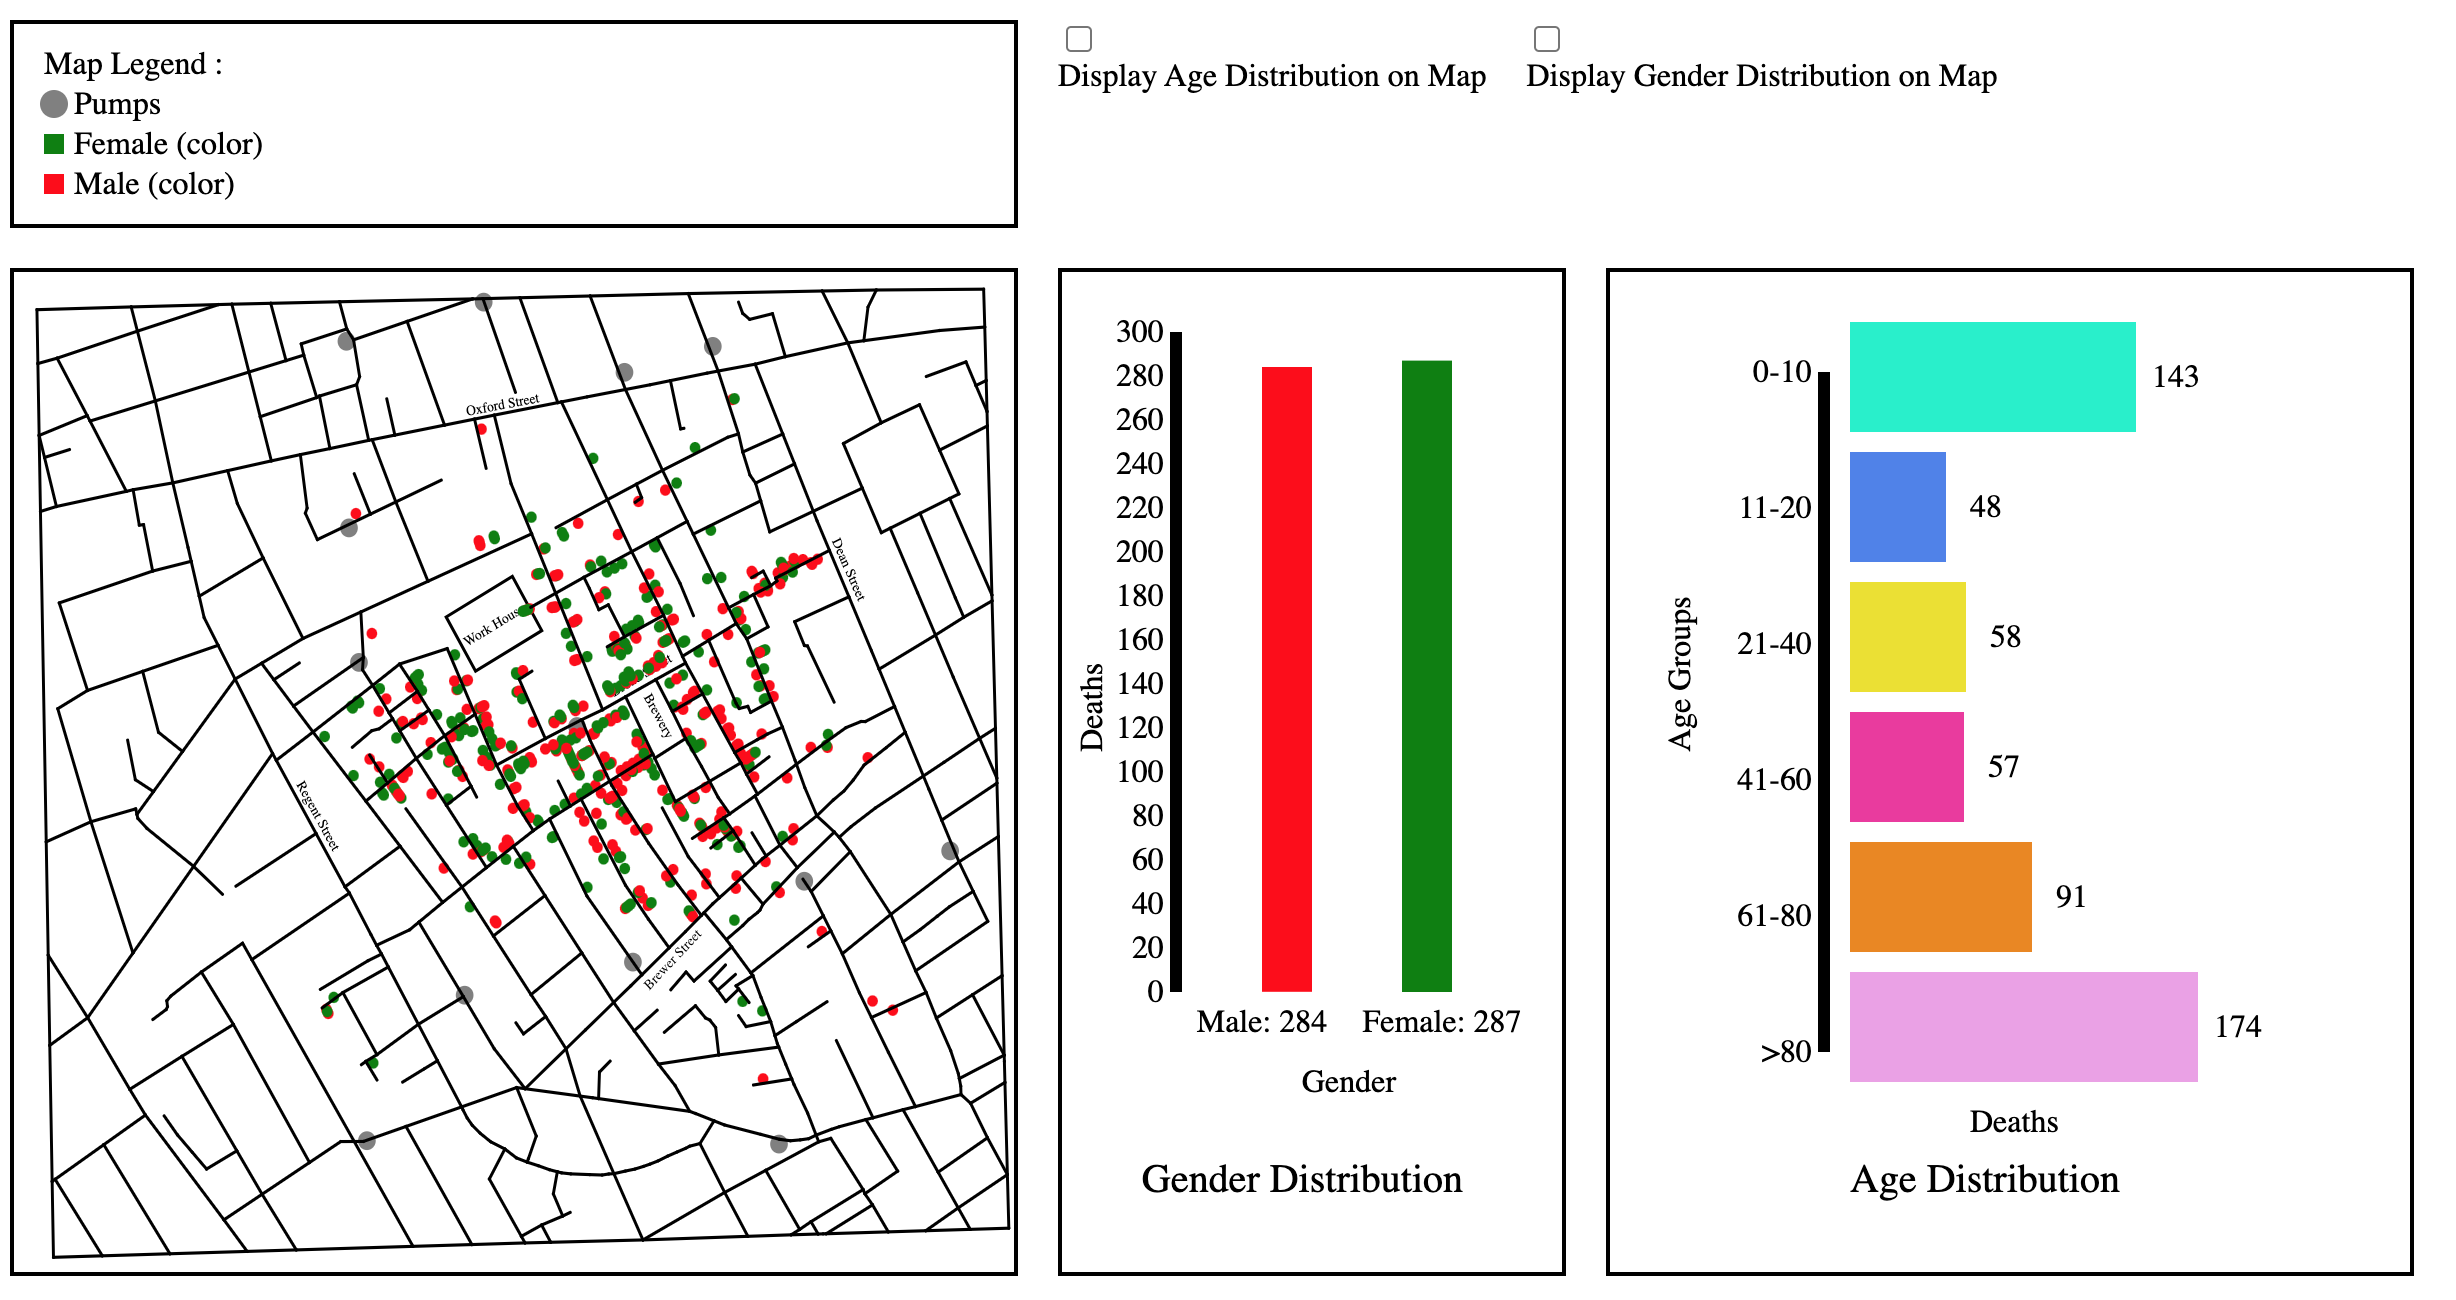 Map Legend :
Pumps
Female (color)
Male (color)
Display Age Distribution on Map
Display Gender Distribution on Map
Oxford Street
Work Hous
Dean Street
Brewery
Regent Street
Brewer Street
300
280
260
240
220
200
180
160
140
120
100
80
60
40
20
0
Deaths
Male: 284
Female: 287
Gender
Gender Distribution
0-10
11-20
21-40
41-60
61-80
>80
Age Groups
143
48
58
57
91
174
Deaths
Age Distribution